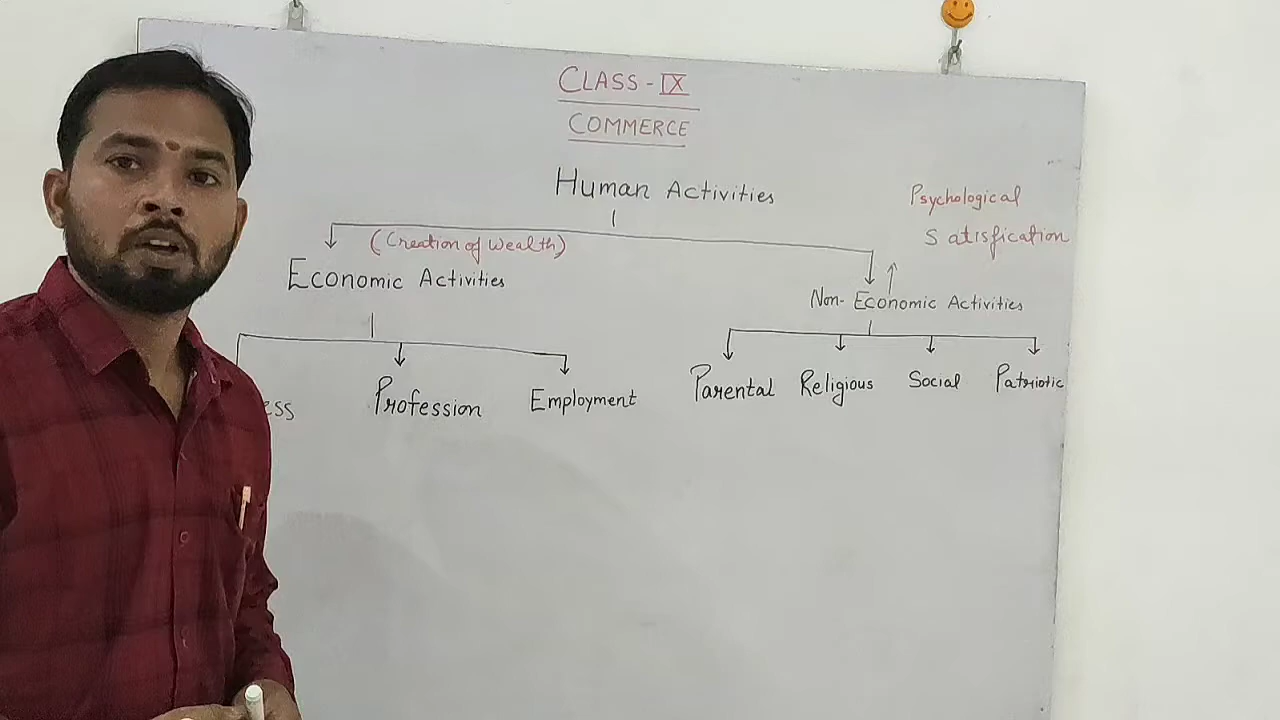 CLASS - IX
COMMERCE
Human Activities
Psychological
Satisfication
(Creation of Wealth)
Economic Activities
Non- Economic Activities
ess Profession Employment
Parental Religious Social Patriotic